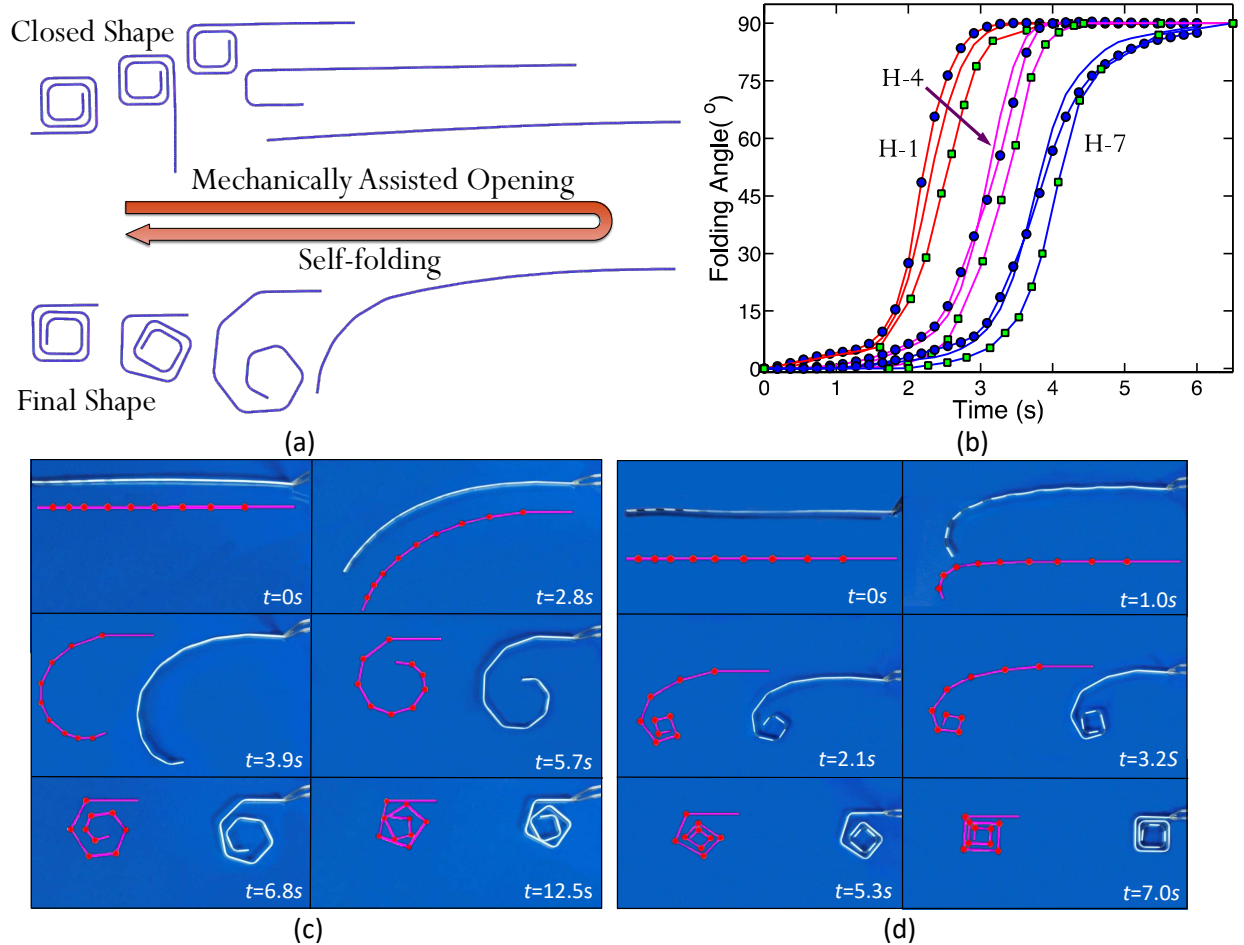 Closed Shape
Mechanically Assisted Opening
Self-folding
Final Shape
(a)
Folding Angle(°)
90
75
60
45
30
15
0
0 1 2 3 4 5 6
Time (s)
H-4
H-1
H-7
(b)
t=0s
t=2.8s
t=3.9s
t=5.7s
t=6.8s
t=12.5s
(c)
t=0s
t=1.0s
t=2.1s
t=3.2S
t=5.3s
t=7.0s
(d)